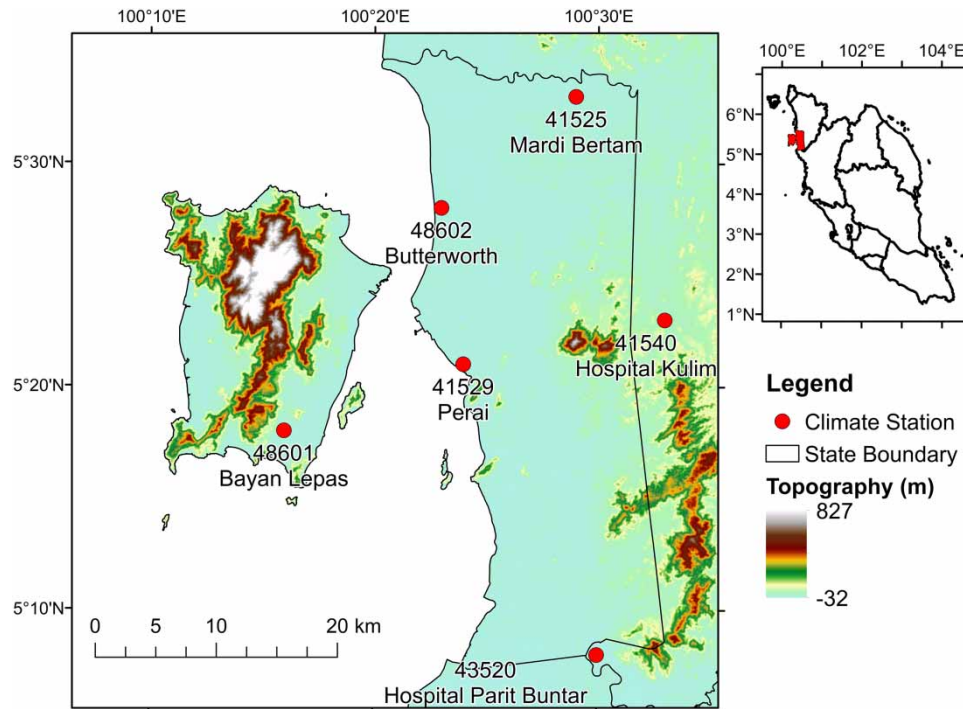 100°10'E 100°20'E 100°30'E
5°30'N
5°20'N
5°10'N
41525
Mardi Bertam
48602
Butterworth
41540
Hospital Kulim
41529
Perai
48601
Bayan Lepas
43520
Hospital Parit Buntar
0 5 10 20 km
100°E 102°E 104°E
6°N
5°N
4°N
3°N
2°N
1°N
Legend
Climate Station
State Boundary
Topography (m)
827
-32